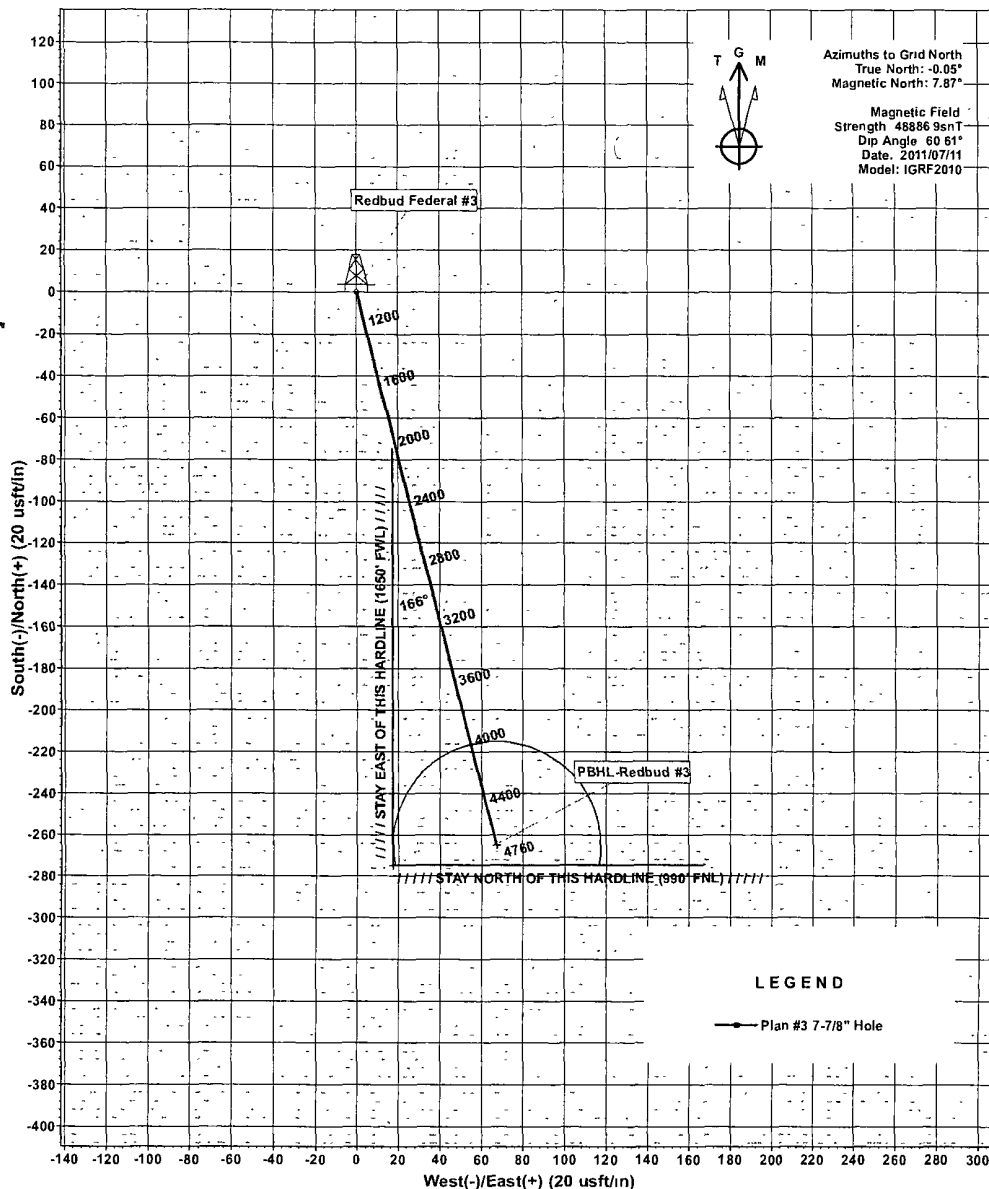 T G M
Azimuths to Grid North
True North: -0.05°
Magnetic North: 7.87°
Magnetic Field
Strength 48886 9snT
Dip Angle 60 61°
Date. 2011/07/11
Model: IGRF2010
Redbud Federal #3
1200
1600
2000
2400
2800
166°
3200
3600
4000
PBHL-Redbud #3
4400
4760
///// STAY EAST OF THIS HARDLINE (1650' FWL) /////
///// STAY NORTH OF THIS HARDLINE (990' FNL) /////
LEGEND
Plan #3 7-7/8" Hole
South(-)/North(+) (20 usft/in)
120
100
80
60
40
20
0
-20
-40
-60
-80
-100
-120
-140
-160
-180
-200
-220
-240
-260
-280
-300
-320
-340
-360
-380
-400
-140 -120 -100 -80 -60 -40 -20 0 20 40 60 80 100 120 140 160 180 200 220 240 260 280 300
West(-)/East(+) (20 usft/in)